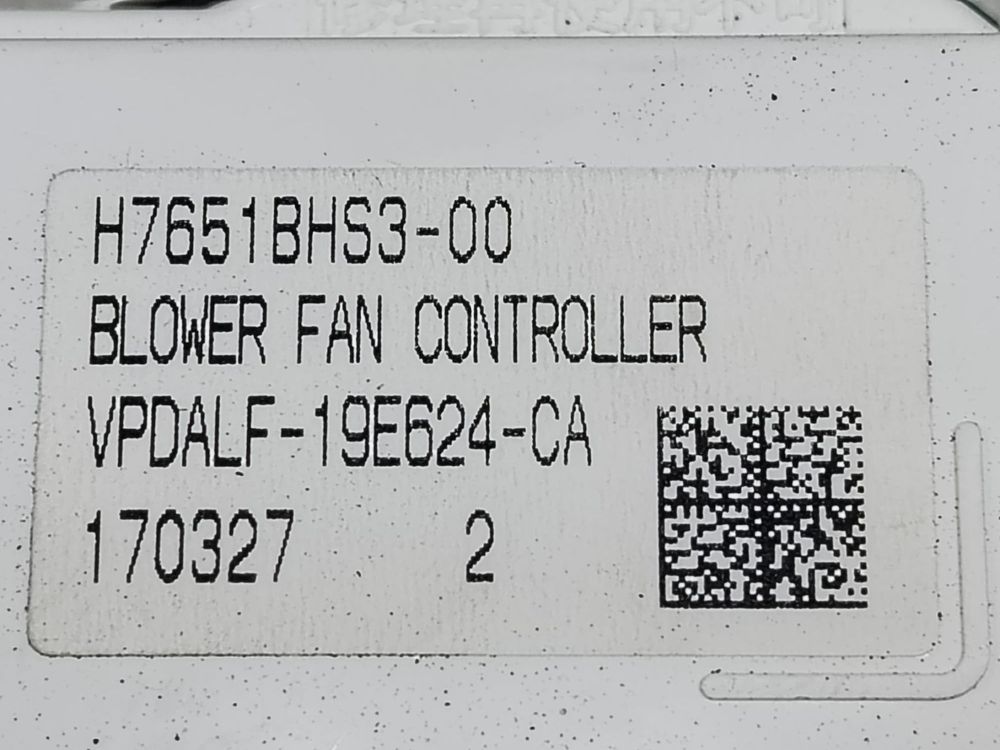 H7651BHS3-00
BLOWER FAN CONTROLLER
VPDALF-19E624-CA
170327 2